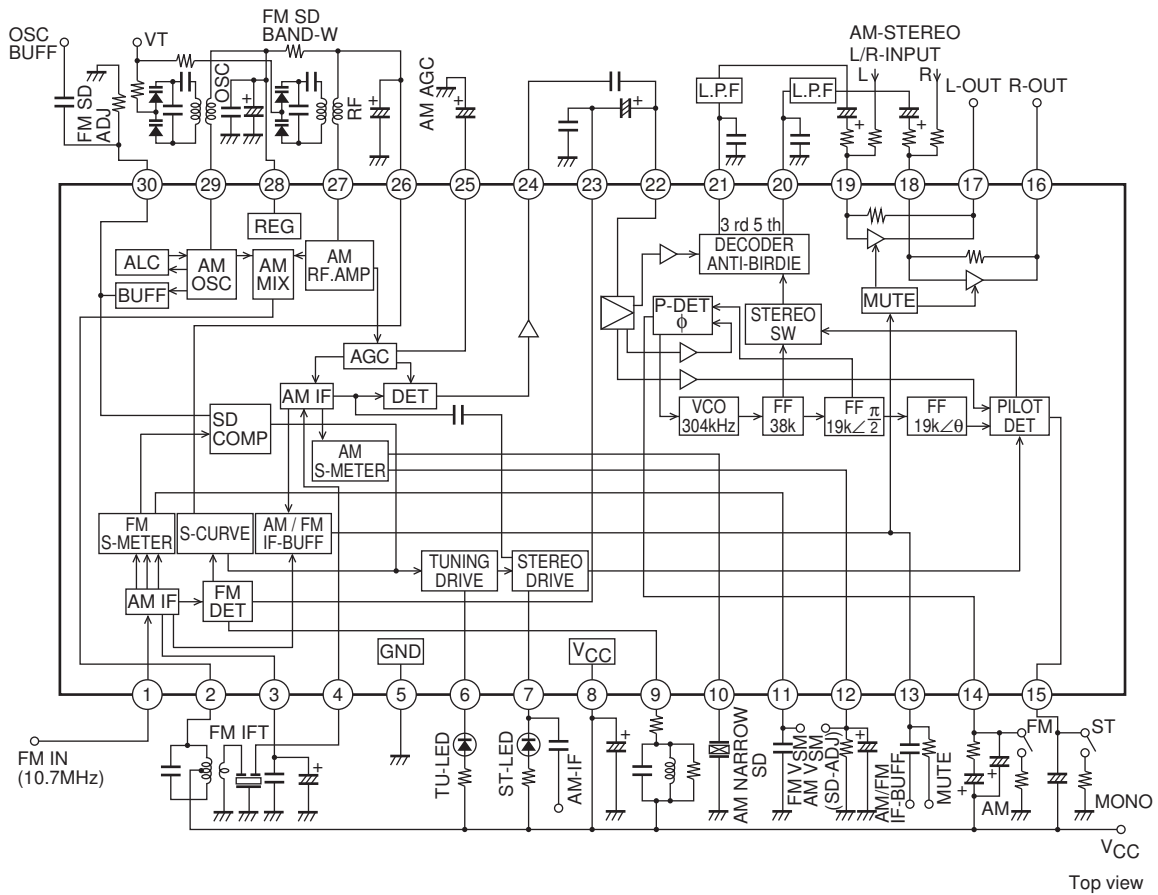 FM SD
BAND-W
OSC
BUFF
VT
FM SD
ADJ
OSC
RF
AM AGC
L.P.F
L.P.F
AM-STEREO
L/R-INPUT
L
R
L-OUT
R-OUT
+
+
+
+
+
+
30
29
28
27
26
25
24
23
22
21
20
19
18
17
16
REG
ALC
AM
OSC
AM
MIX
AM
RF.AMP
BUFF
3 rd 5 th
DECODER
ANTI-BIRDIE
P-DET
ϕ
STEREO
SW
MUTE
AGC
AM IF
DET
SD
COMP
AM
S-METER
VCO
304kHz
FF
38k
FF
19k∠π/2
FF
19k∠θ
PILOT
DET
FM
S-METER
S-CURVE
AM / FM
IF-BUFF
TUNING
DRIVE
STEREO
DRIVE
AM IF
FM
DET
GND
VCC
1
2
3
4
5
6
7
8
9
10
11
12
13
14
15
FM IN
(10.7MHz)
FM IFT
+
TU-LED
ST-LED
AM-IF
+
AM NARROW
SD
FM VSM
AM VSM
(SD-ADJ)
+
AM/FM
IF-BUFF
MUTE
+
+
FM
AM
ST
MONO
VCC
Top view